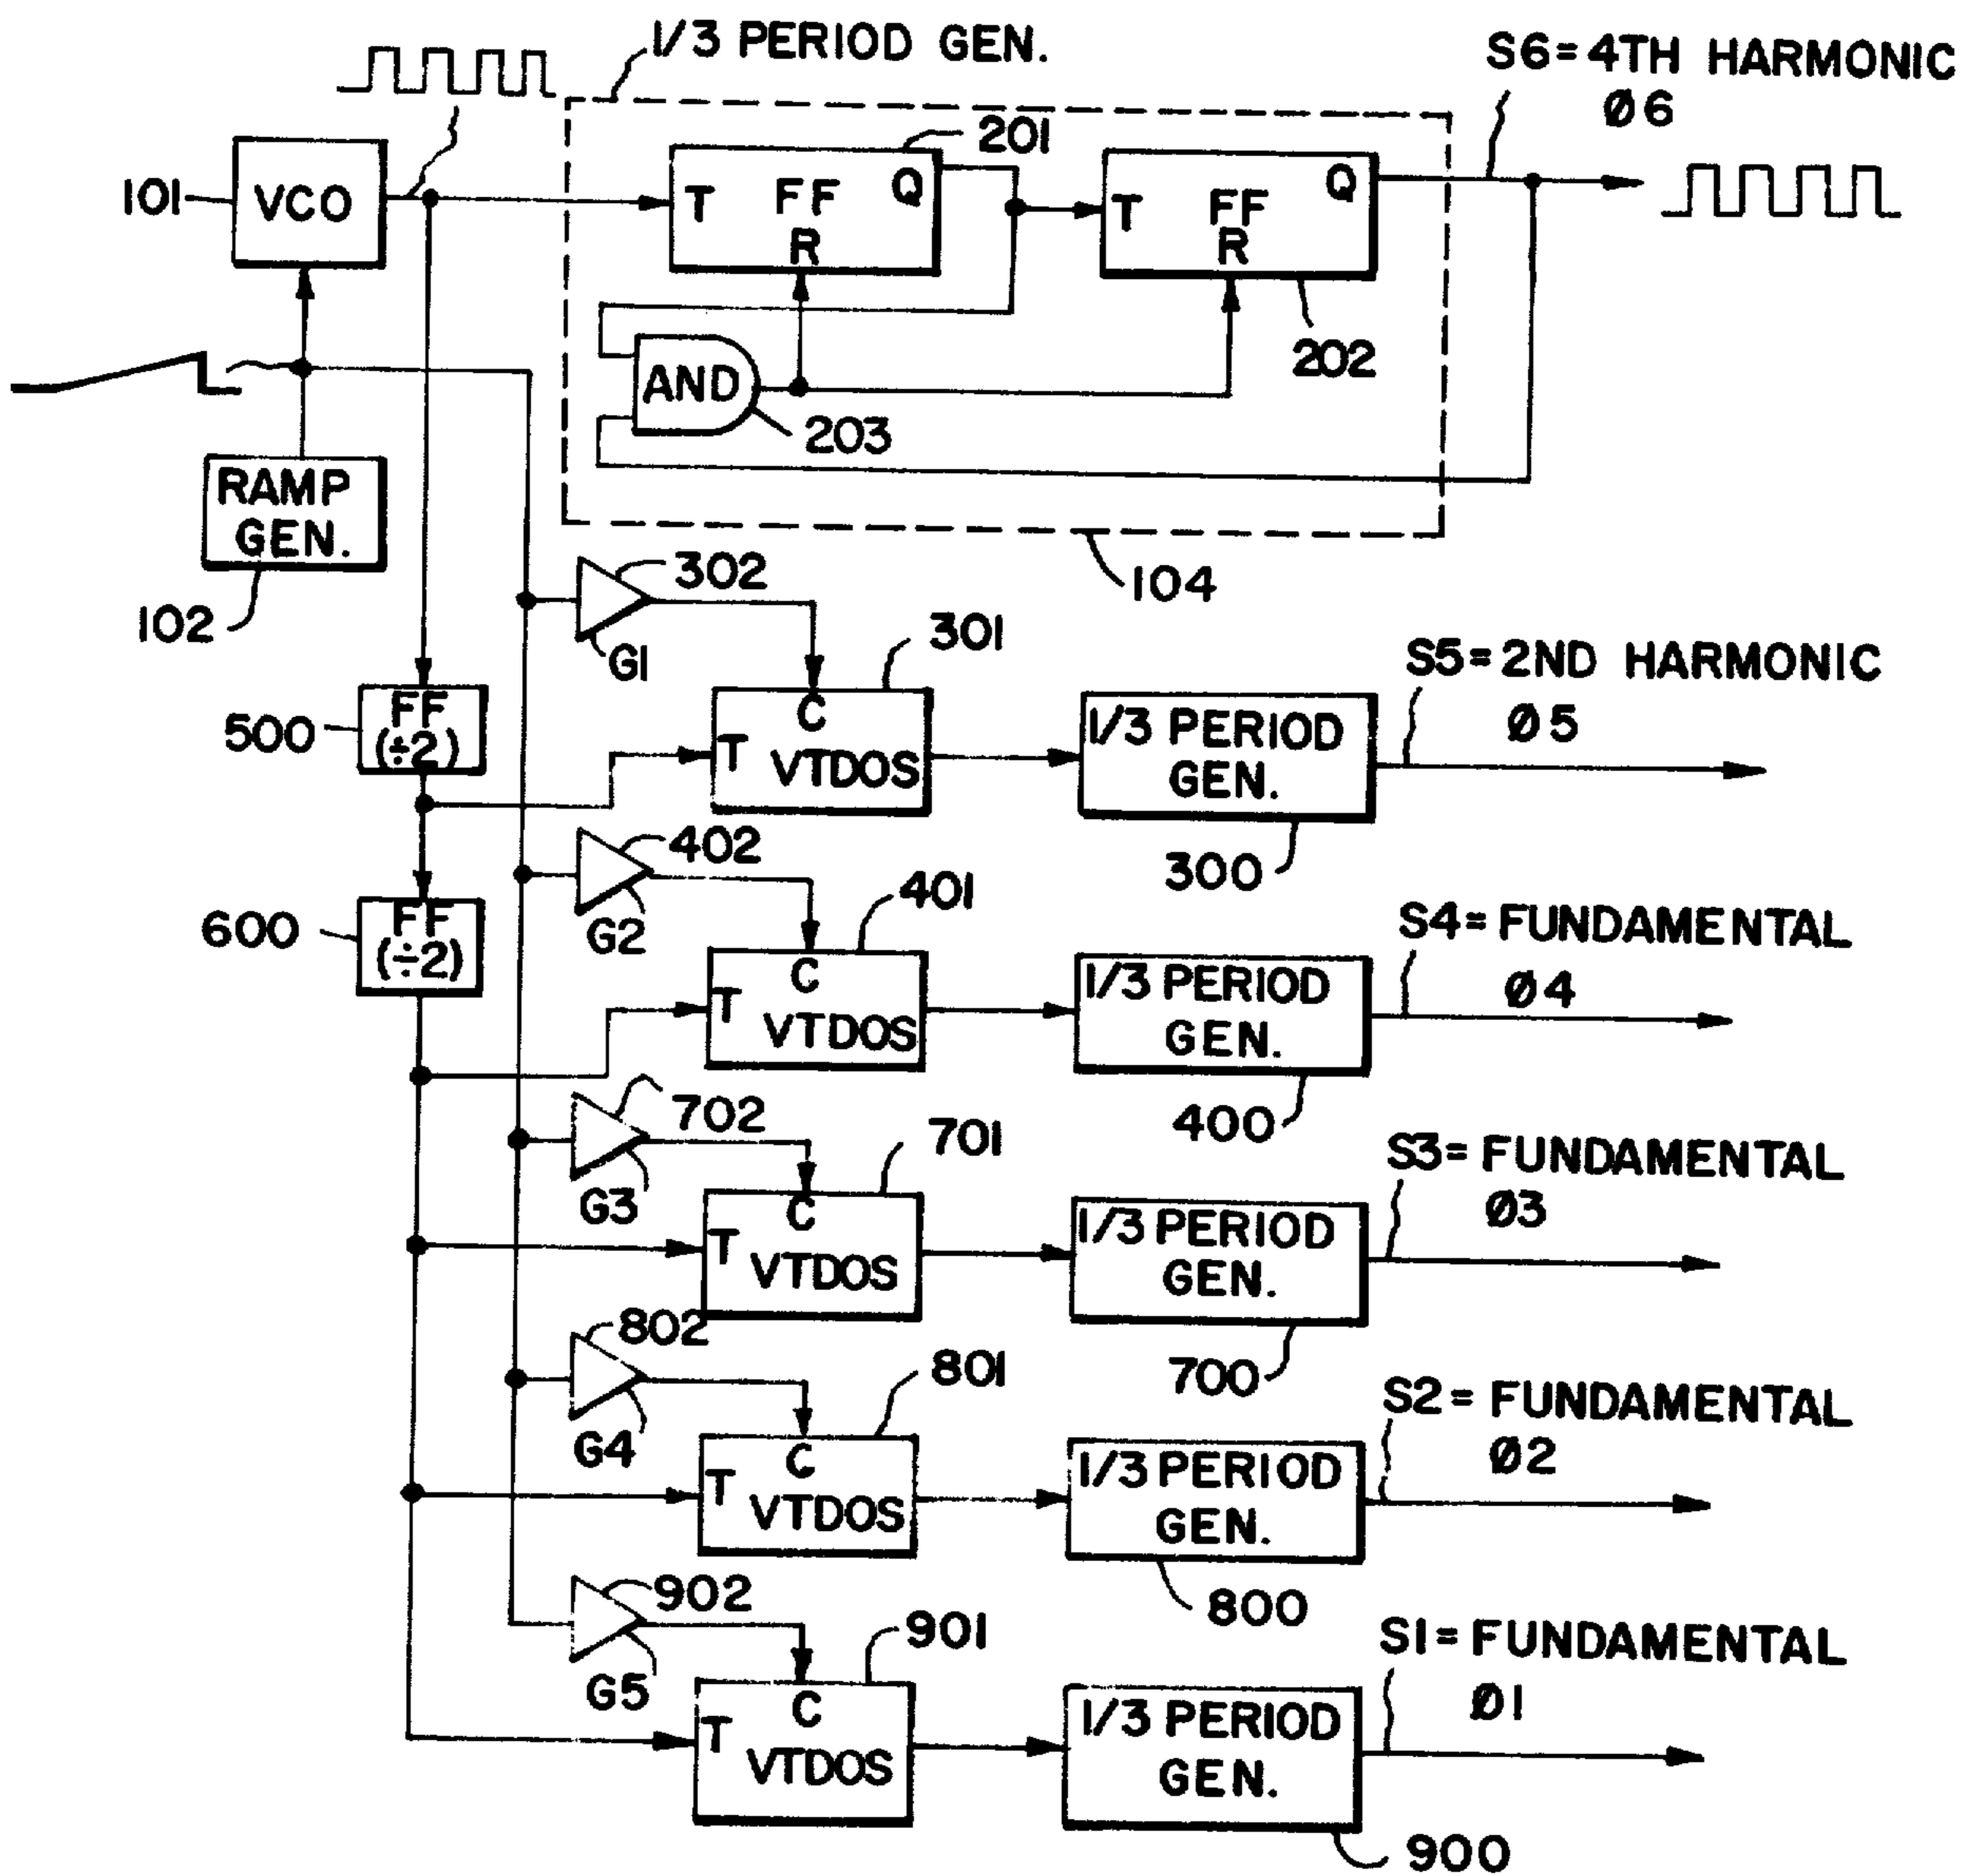 1/3 PERIOD GEN.
S6=4TH HARMONIC
Ø6
101
VCO
201
T FF Q
R
T FF Q
R
202
AND
203
RAMP
GEN.
102
104
302
G1
301
C
T VTDOS
1/3 PERIOD
GEN.
300
S5=2ND HARMONIC
Ø5
500
FF
(÷2)
402
G2
401
C
T VTDOS
1/3 PERIOD
GEN.
400
S4= FUNDAMENTAL
Ø4
600
FF
(÷2)
702
G3
701
C
T VTDOS
1/3 PERIOD
GEN.
700
S3= FUNDAMENTAL
Ø3
802
G4
801
C
T VTDOS
1/3 PERIOD
GEN.
800
S2= FUNDAMENTAL
Ø2
902
G5
901
C
T VTDOS
1/3 PERIOD
GEN.
900
S1= FUNDAMENTAL
Ø1